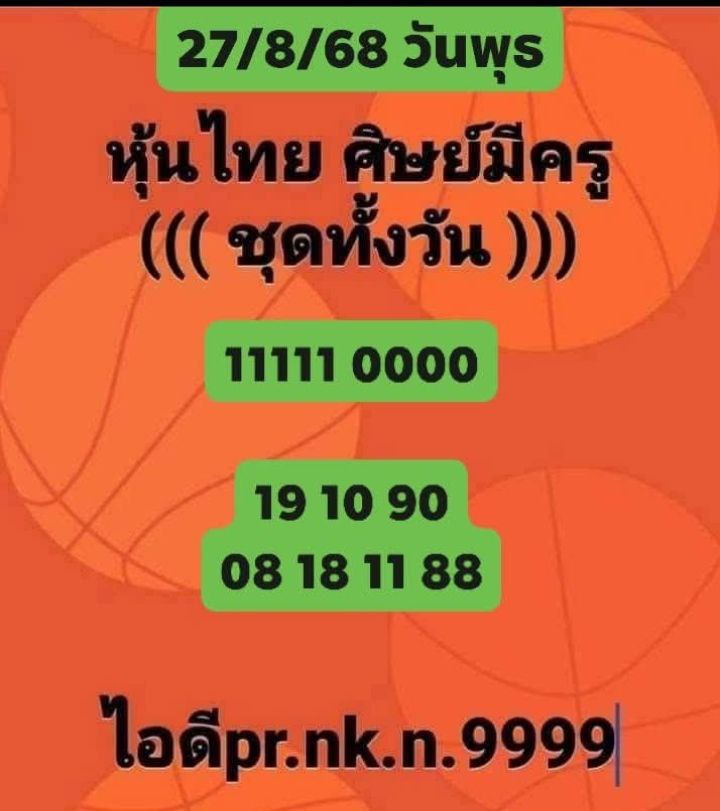 27/8/68 วันพุธ
หุ้นไทย ศิษย์มีครู
((( ชุดทั้งวัน )))
11111 0000
19 10 90
08 18 11 88
ไอดีpr.nk.n.9999